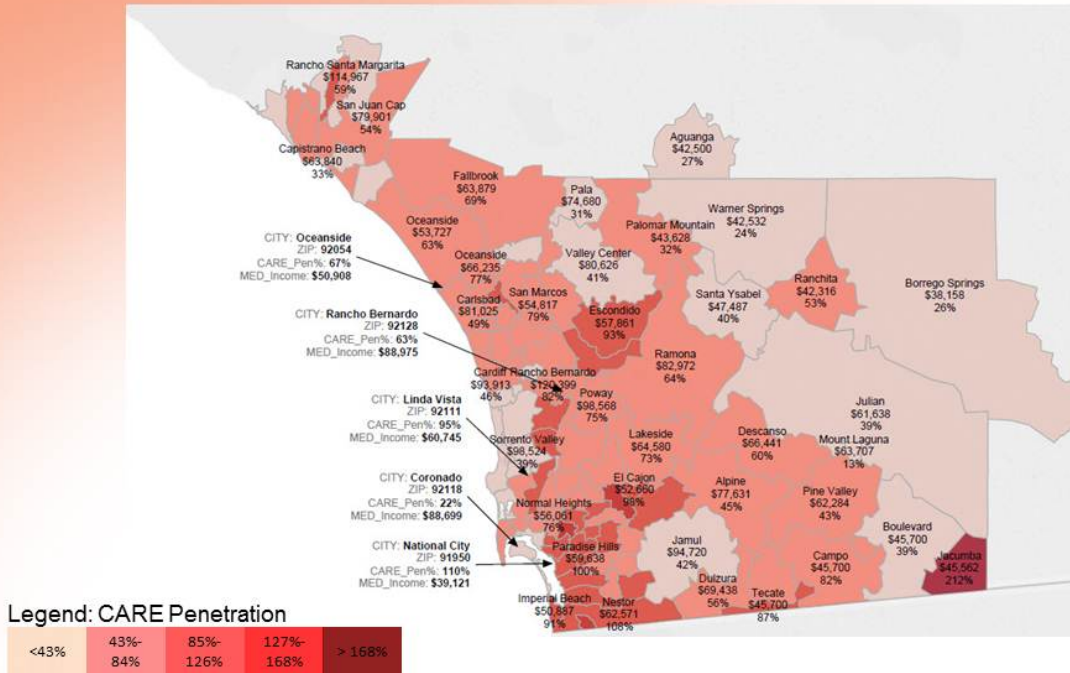 Rancho Santa Margarita
$114,967
59%
San Juan Cap
$79,901
54%
Capistrano Beach
$63,840
33%
Aguanga
$42,500
27%
Fallbrook
$63,879
69%
Pala
$74,680
31%
Warner Springs
$42,532
24%
Oceanside
$53,727
63%
Palomar Mountain
$43,628
32%
CITY: Oceanside
ZIP: 92054
CARE_Pen%: 67%
MED_Income: $50,908
Oceanside
$66,235
77%
Valley Center
$80,626
41%
Ranchita
$42,316
53%
Borrego Springs
$38,158
26%
Carlsbad
$81,025
49%
San Marcos
$54,817
79%
Escondido
$57,861
93%
Santa Ysabel
$47,487
40%
CITY: Rancho Bernardo
ZIP: 92128
CARE_Pen%: 63%
MED_Income: $88,975
Ramona
$82,972
64%
Cardiff
$93,913
46%
Rancho Bernardo
$120,399
82%
Poway
$98,568
75%
Julian
$61,638
39%
CITY: Linda Vista
ZIP: 92111
CARE_Pen%: 95%
MED_Income: $60,745
Sorrento Valley
$98,524
39%
Lakeside
$64,580
73%
Descanso
$66,441
60%
Mount Laguna
$63,707
13%
CITY: Coronado
ZIP: 92118
CARE_Pen%: 22%
MED_Income: $88,699
El Cajon
$52,660
98%
Alpine
$77,631
45%
Pine Valley
$62,284
43%
Normal Heights
$56,061
76%
Boulevard
$45,700
39%
CITY: National City
ZIP: 91950
CARE_Pen%: 110%
MED_Income: $39,121
Paradise Hills
$59,638
100%
Jamul
$94,720
42%
Campo
$45,700
82%
Jacumba
$45,562
212%
Dulzura
$69,438
56%
Tecate
$45,700
87%
Imperial Beach
$50,887
91%
Nestor
$62,571
108%
Legend: CARE Penetration
<43%
43%-
84%
85%-
126%
127%-
168%
> 168%